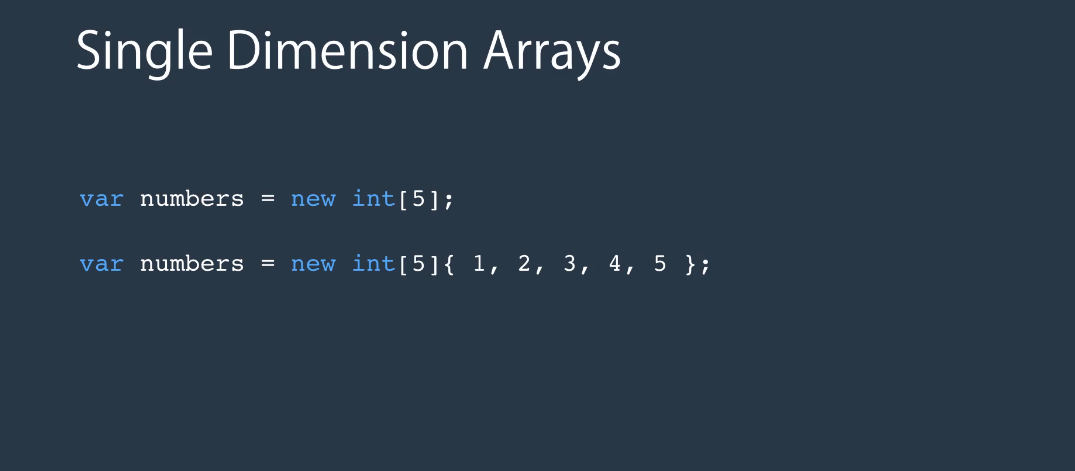 Single Dimension Arrays
var numbers = new int[5];
var numbers = new int[5]{ 1, 2, 3, 4, 5 };